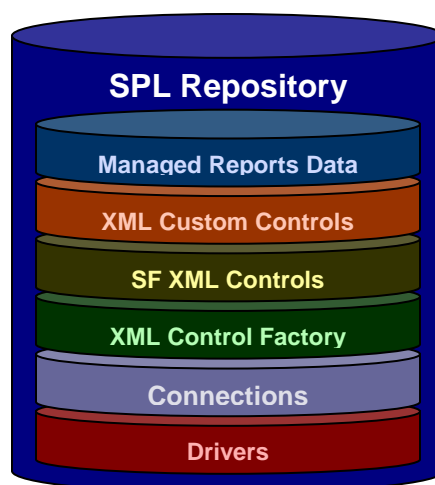 SPL Repository
Managed Reports Data
XML Custom Controls
SF XML Controls
XML Control Factory
Connections
Drivers